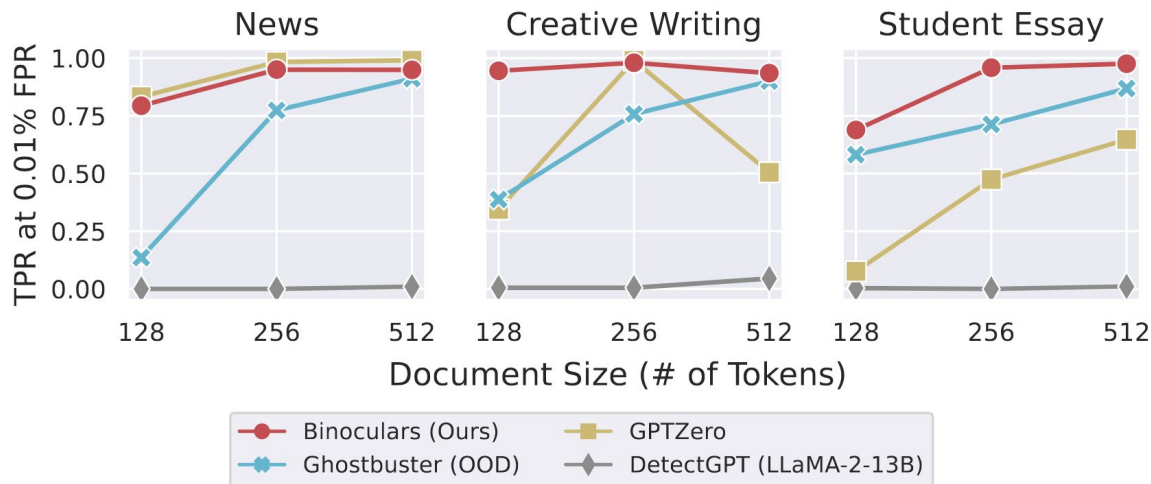 News Creative Writing Student Essay
TPR at 0.01% FPR
1.00
0.75
0.50
0.25
0.00
128 256 512 128 256 512 128 256 512
Document Size (# of Tokens)
Binoculars (Ours) GPTZero
Ghostbuster (OOD) DetectGPT (LLaMA-2-13B)